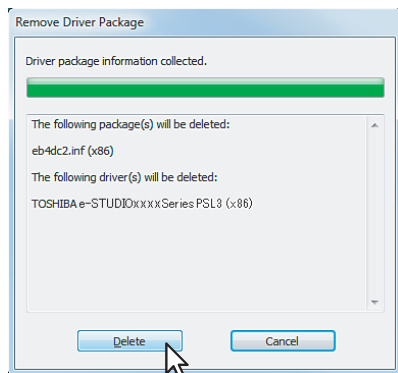 Remove Driver Package
Driver package information collected.
The following package(s) will be deleted:
eb4dc2.inf (x86)
The following driver(s) will be deleted:
TOSHIBA e-STUDIOxxxxSeries PSL3 (x86)
Delete Cancel